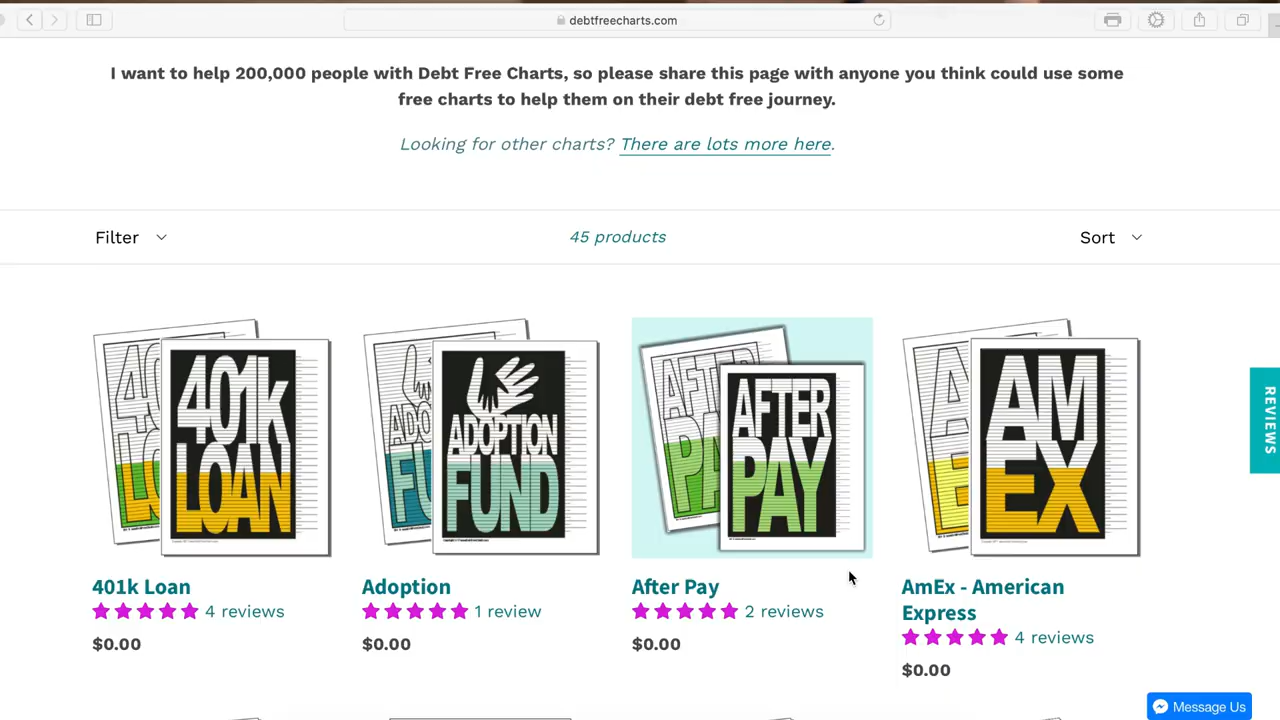 debtfreecharts.com
I want to help 200,000 people with Debt Free Charts, so please share this page with anyone you think could use some
free charts to help them on their debt free journey.
Looking for other charts? There are lots more here.
Filter
45 products
Sort
401k
LOAN
ADOPTION
FUND
AFTER
PAY
AM
EX
REVIEWS
401k Loan
4 reviews
$0.00
Adoption
1 review
$0.00
After Pay
2 reviews
$0.00
AmEx - American
Express
4 reviews
$0.00
Message Us